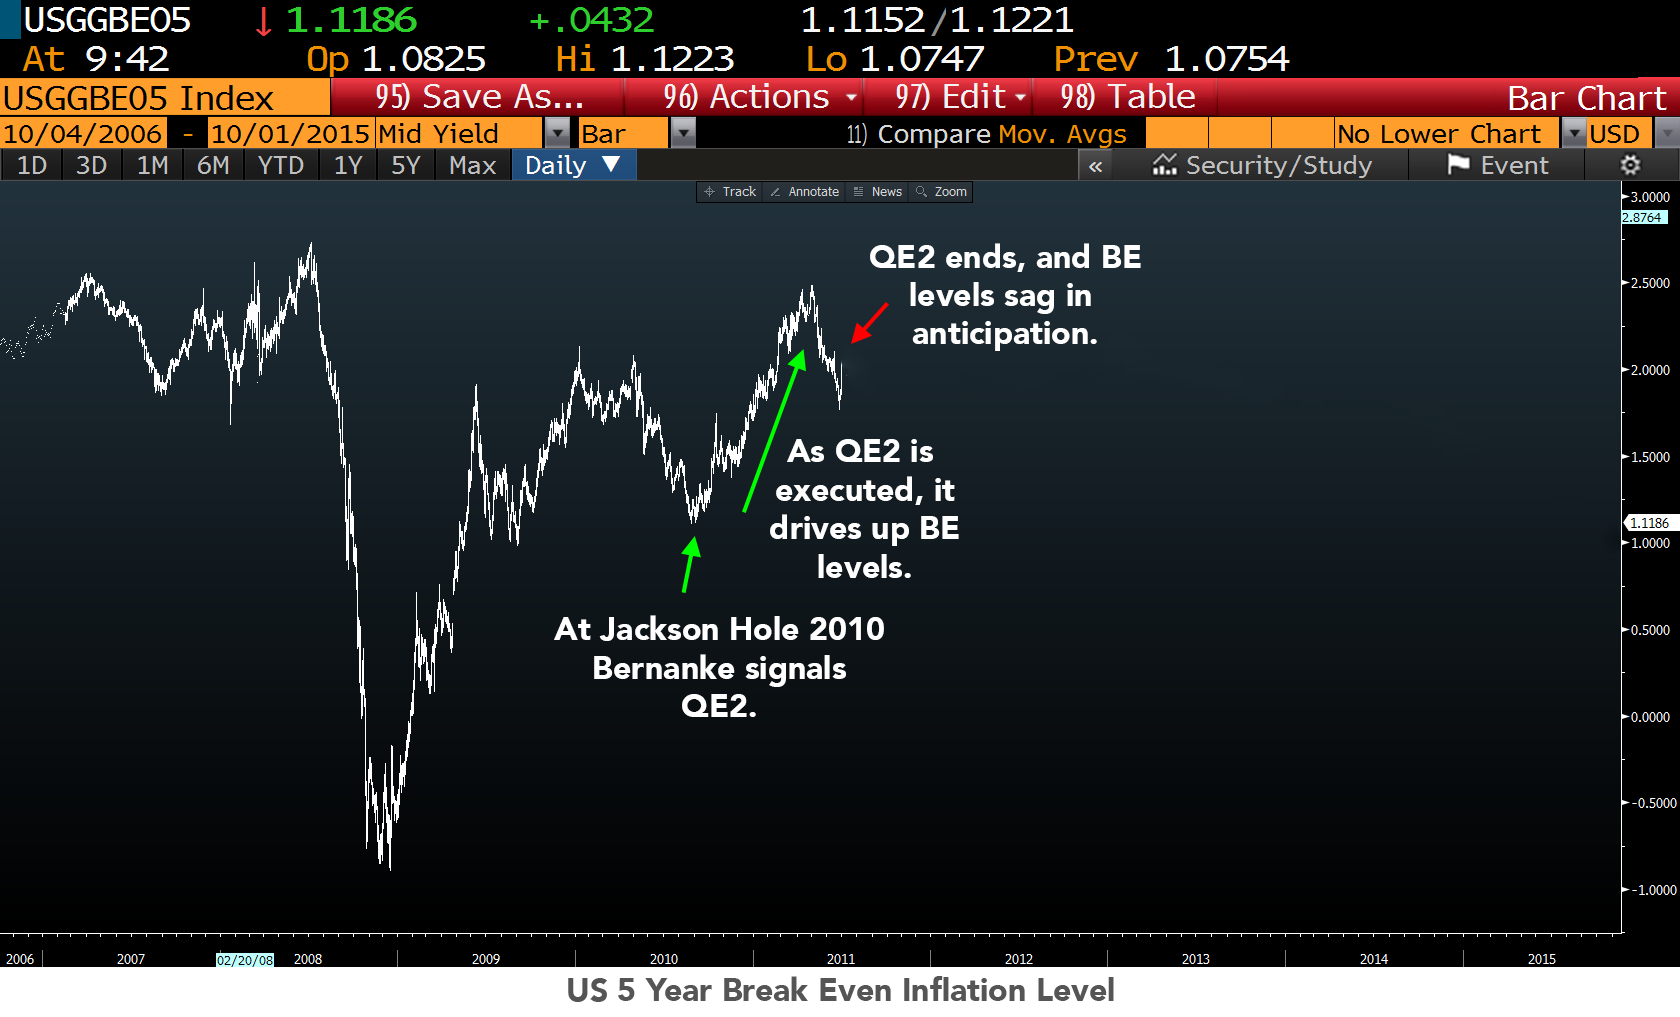 USGGBE05 ↓ 1.1186 +.0432 1.1152/1.1221
At 9:42 Op 1.0825 Hi 1.1223 Lo 1.0747 Prev 1.0754
USGGBE05 Index 95) Save As... 96) Actions 97) Edit 98) Table Bar Chart
10/04/2006 - 10/01/2015 Mid Yield Bar 11) Compare Mov. Avgs No Lower Chart USD
1D 3D 1M 6M YTD 1Y 5Y Max Daily ▼ « Security/Study Event
Track Annotate News Zoom
3.0000
2.8764
2.5000
2.0000
1.5000
1.1186
1.0000
0.5000
0.0000
-0.5000
-1.0000
QE2 ends, and BE
levels sag in
anticipation.
As QE2 is
executed, it
drives up BE
levels.
At Jackson Hole 2010
Bernanke signals
QE2.
2006 2007 02/20/08 2008 2009 2010 2011 2012 2013 2014 2015
US 5 Year Break Even Inflation Level